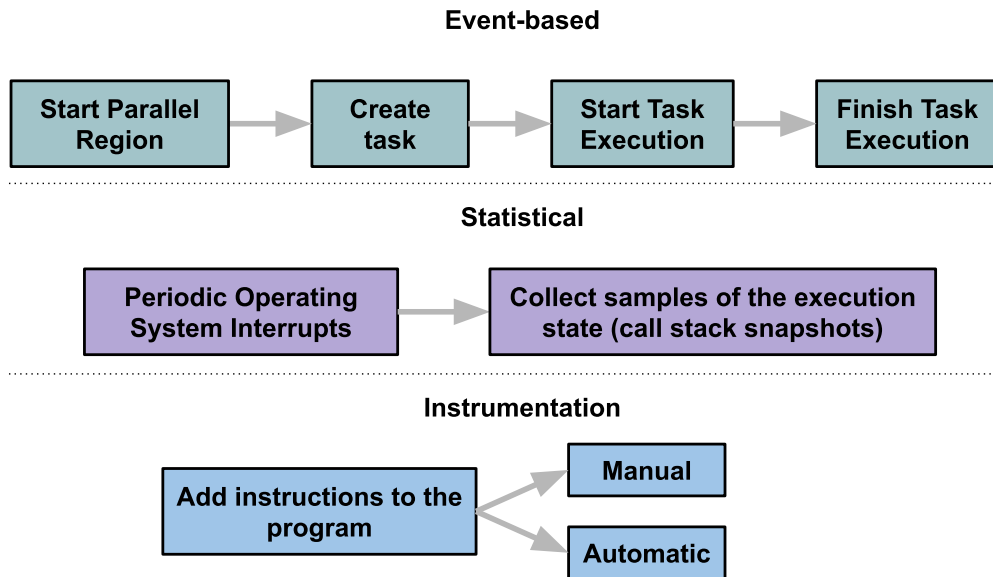 Event-based
Start Parallel
Region
Create
task
Start Task
Execution
Finish Task
Execution
Statistical
Periodic Operating
System Interrupts
Collect samples of the execution
state (call stack snapshots)
Instrumentation
Add instructions to the
program
Manual
Automatic